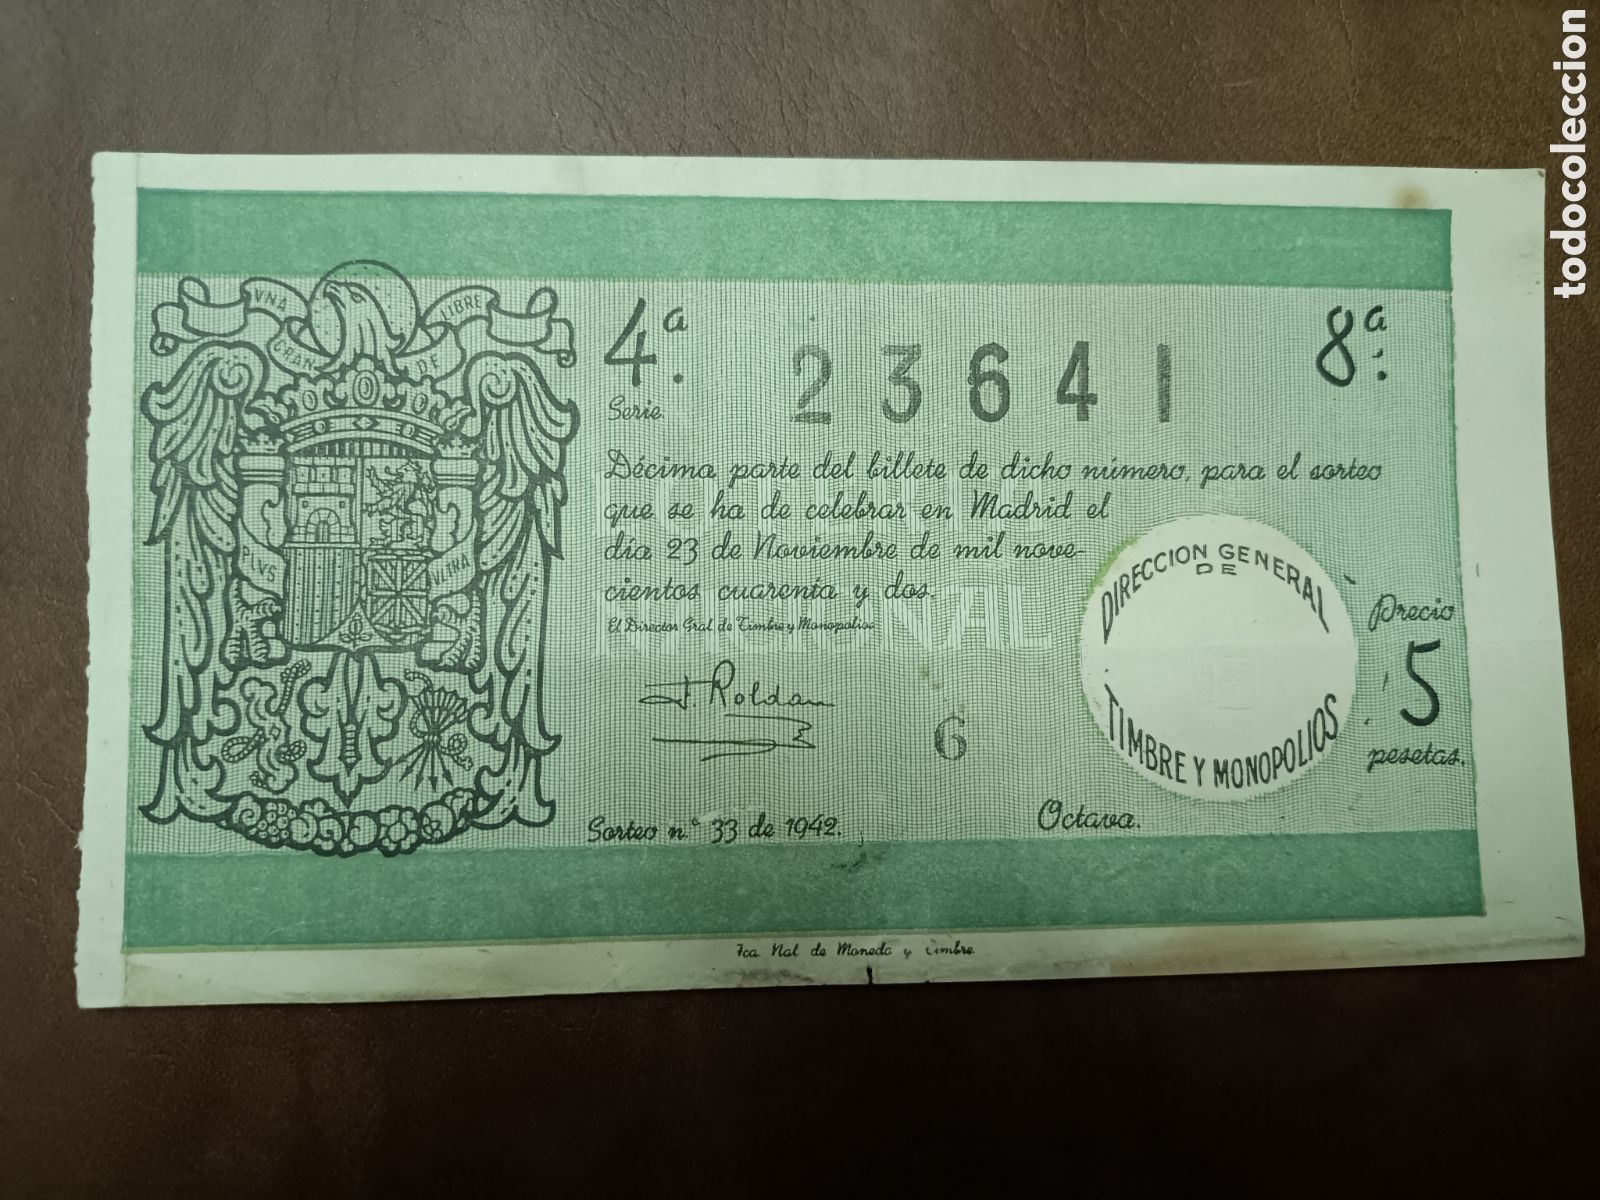 todocoleccion
VNA GRANDE LIBRE
PLVS VLTRA
4.ª 23641 8.ª
Serie.
Décima parte del billete de dicho número, para el sorteo
que se ha de celebrar en Madrid el
día 23 de Noviembre de mil nove-
cientos cuarenta y dos.
El Director Gral de Timbre y Monopolios
NACIONAL
J. Roldan
6
DIRECCION GENERAL
DE
TIMBRE Y MONOPOLIOS
Precio
5
pesetas.
Sorteo n.º 33 de 1942.
Octava.
Fca Nal de Moneda y Timbre